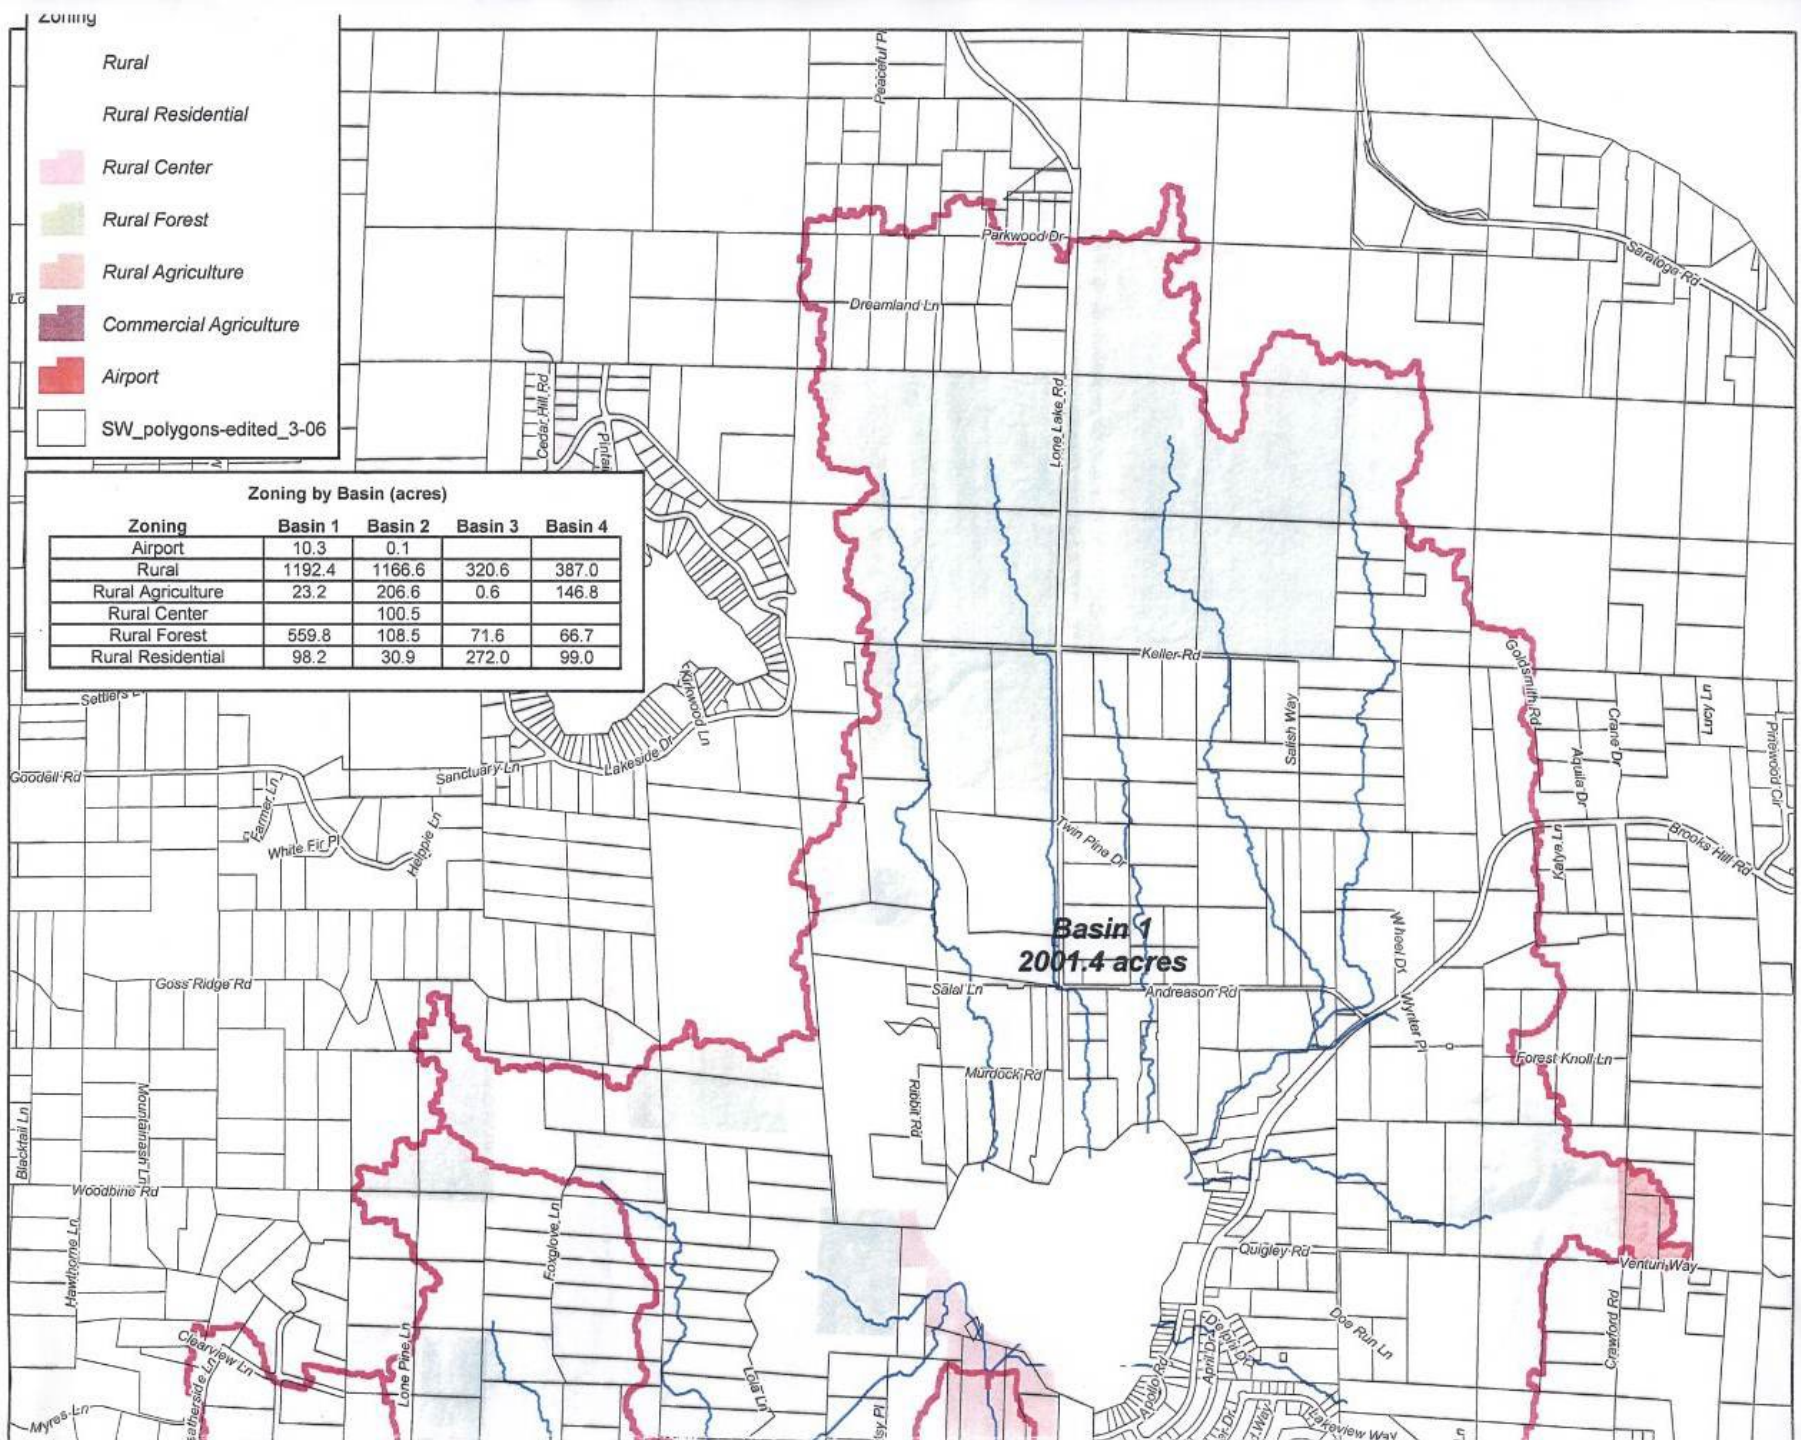 Zoning
Rural
Rural Residential
Rural Center
Rural Forest
Rural Agriculture
Commercial Agriculture
Airport
SW_polygons-edited_3-06
Zoning by Basin (acres)
Zoning Basin 1 Basin 2 Basin 3 Basin 4
Airport 10.3 0.1
Rural 1192.4 1166.6 320.6 387.0
Rural Agriculture 23.2 206.6 0.6 146.8
Rural Center 100.5
Rural Forest 559.8 108.5 71.6 66.7
Rural Residential 98.2 30.9 272.0 99.0
Peaceful Pl
Parkwood Dr
Saratoga Rd
Dreamland Ln
Cedar Hill Rd
Lone Lake Rd
Keller Rd
Goldsmith Rd
Kirkwood Ln
Salish Way
Crane Dr
Lucy Ln
Pinewood Cir
Aquila Dr
Goodell Rd
Sanctuary Ln
Lakeside Dr
Farmer Ln
White Fir Pl
Helppie Ln
Twin Pine Dr
Katya Ln
Brooks Hill Rd
Basin 1
2001.4 acres
Wheel Dr
Goss Ridge Rd
Salal Ln
Andreason Rd
Wynter Pl
Forest Knoll Ln
Murdock Rd
Ribbit Rd
Blacktail Ln
Mountainash Ln
Woodbine Rd
Hawthorne Ln
Foxglove Ln
Quigley Rd
Venturi Way
Crawford Rd
Doe Run Ln
Delphi Dr
April Dr
Apollo Rd
Clearview Ln
Lone Pine Ln
Lola Ln
Myres Ln
Lakeview Way